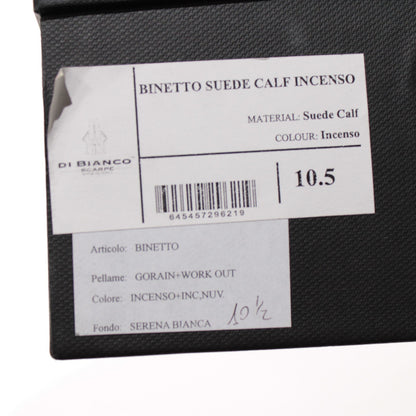 BINETTO SUEDE CALF INCENSO
MATERIAL: Suede Calf
COLOUR: Incenso
DI BIANCO
SCARPE
645457296219
10.5
Articolo: BINETTO
Pellame: GORAIN+WORK OUT
Colore: INCENSO+INC,NUV.
Fondo: SERENA BIANCA
10 1/2